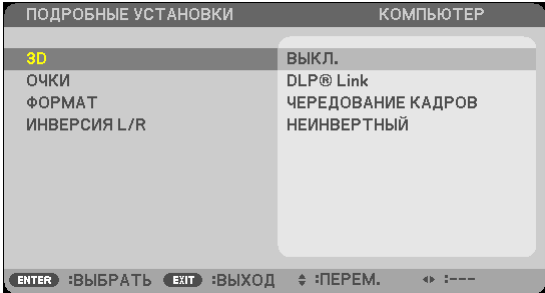 ПОДРОБНЫЕ УСТАНОВКИ КОМПЬЮТЕР
3D ВЫКЛ.
ОЧКИ DLP® Link
ФОРМАТ ЧЕРЕДОВАНИЕ КАДРОВ
ИНВЕРСИЯ L/R НЕИНВЕРТНЫЙ
ENTER :ВЫБРАТЬ EXIT :ВЫХОД :ПЕРЕМ. :---